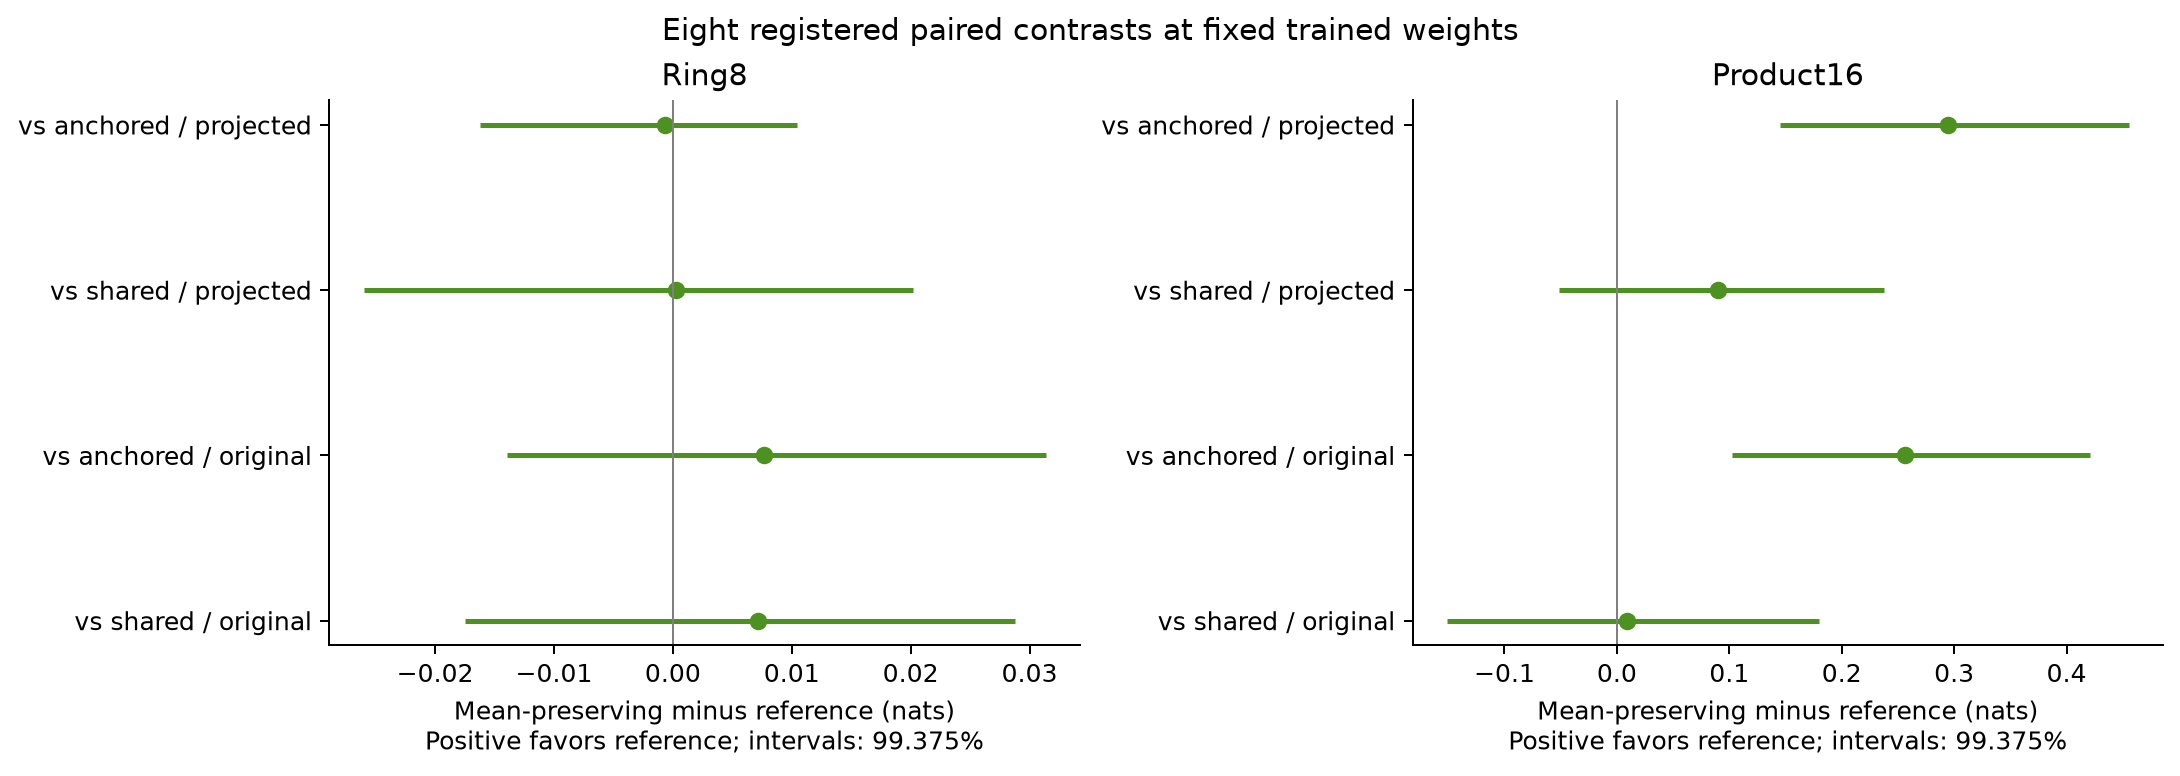 Eight registered paired contrasts at fixed trained weights
Ring8
vs anchored / projected
vs shared / projected
vs anchored / original
vs shared / original
−0.02 −0.01 0.00 0.01 0.02 0.03
Mean-preserving minus reference (nats)
Positive favors reference; intervals: 99.375%
Product16
vs anchored / projected
vs shared / projected
vs anchored / original
vs shared / original
−0.1 0.0 0.1 0.2 0.3 0.4
Mean-preserving minus reference (nats)
Positive favors reference; intervals: 99.375%